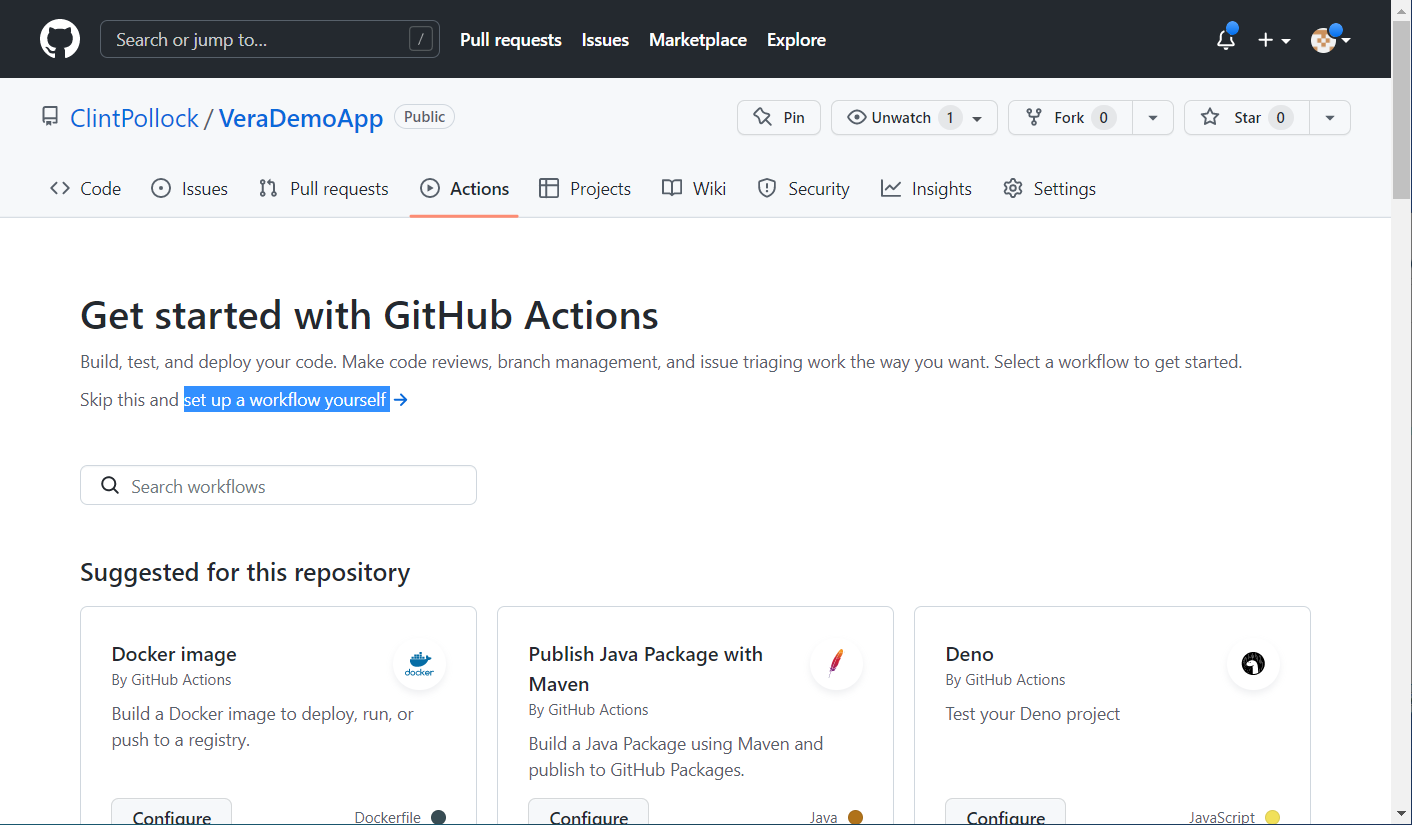 Search or jump to... /
Pull requests Issues Marketplace Explore
ClintPollock / VeraDemoApp Public
Pin Unwatch 1 Fork 0 Star 0
Code Issues Pull requests Actions Projects Wiki Security Insights Settings
Get started with GitHub Actions
Build, test, and deploy your code. Make code reviews, branch management, and issue triaging work the way you want. Select a workflow to get started.
Skip this and set up a workflow yourself →
Search workflows
Suggested for this repository
Docker image
By GitHub Actions
docker
Build a Docker image to deploy, run, or
push to a registry.
Configure Dockerfile
Publish Java Package with
Maven
By GitHub Actions
Build a Java Package using Maven and
publish to GitHub Packages.
Configure Java
Deno
By GitHub Actions
Test your Deno project
Configure JavaScript